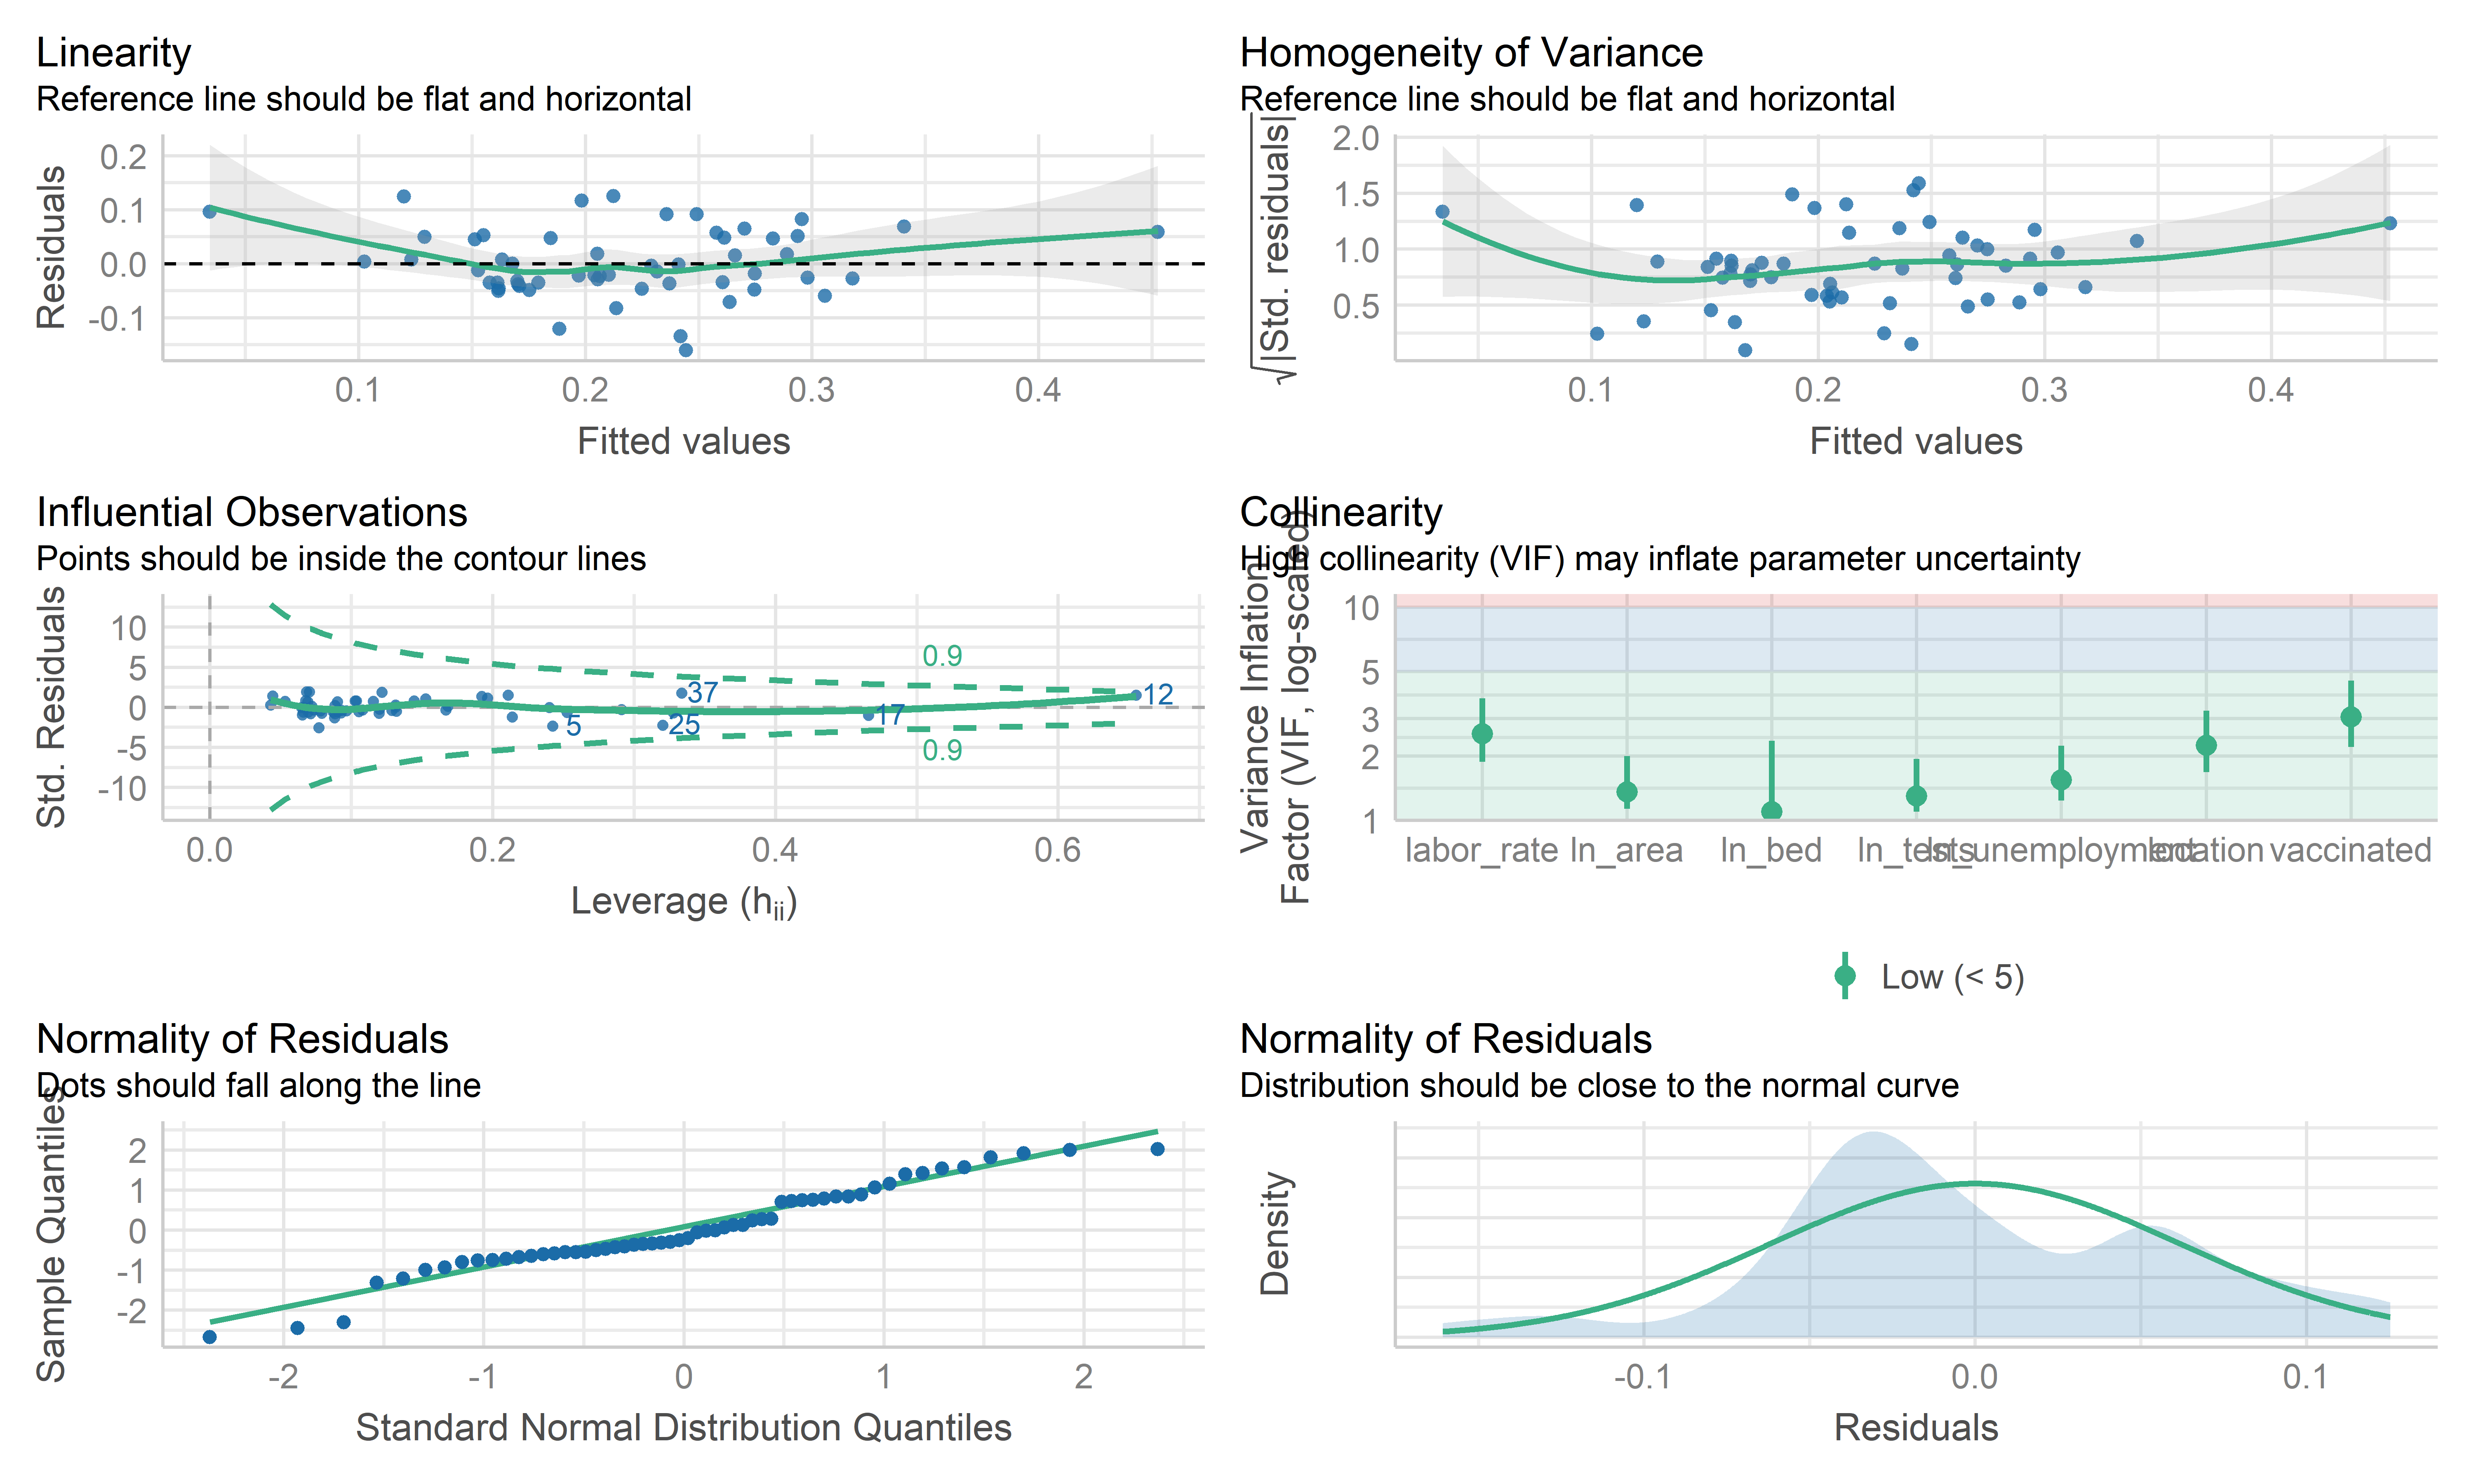 Linearity
Reference line should be flat and horizontal
Residuals
0.2
0.1
0.0
-0.1
0.1
0.2
0.3
0.4
Fitted values
Homogeneity of Variance
Reference line should be flat and horizontal
√|Std. residuals|
2.0
1.5
1.0
0.5
0.1
0.2
0.3
0.4
Fitted values
Influential Observations
Points should be inside the contour lines
Std. Residuals
10
5
0
-5
-10
0.9
0.9
37
12
5
25
17
0.0
0.2
0.4
0.6
Leverage (hii)
Collinearity
High collinearity (VIF) may inflate parameter uncertainty
Variance Inflation
Factor (VIF, log-scaled)
10
5
3
2
1
labor_rate
ln_area
ln_bed
ln_tests
ln_unemployment
location
vaccinated
Low (< 5)
Normality of Residuals
Dots should fall along the line
Sample Quantiles
2
1
0
-1
-2
-2
-1
0
1
2
Standard Normal Distribution Quantiles
Normality of Residuals
Distribution should be close to the normal curve
Density
-0.1
0.0
0.1
Residuals